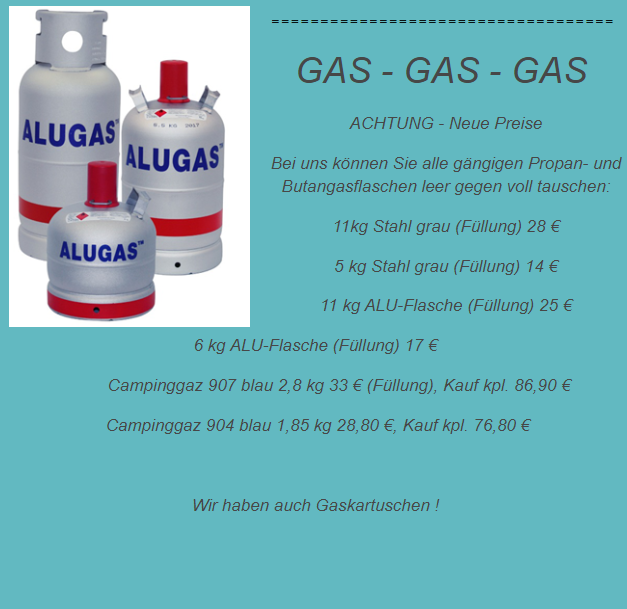 ===================================
GAS - GAS - GAS
ACHTUNG - Neue Preise
Bei uns können Sie alle gängigen Propan- und
Butangasflaschen leer gegen voll tauschen:
11kg Stahl grau (Füllung) 28 €
5 kg Stahl grau (Füllung) 14 €
11 kg ALU-Flasche (Füllung) 25 €
6 kg ALU-Flasche (Füllung) 17 €
Campinggaz 907 blau 2,8 kg 33 € (Füllung), Kauf kpl. 86,90 €
Campinggaz 904 blau 1,85 kg 28,80 €, Kauf kpl. 76,80 €
Wir haben auch Gaskartuschen !
ALUGAS™
ALUGAS™
ALUGAS™